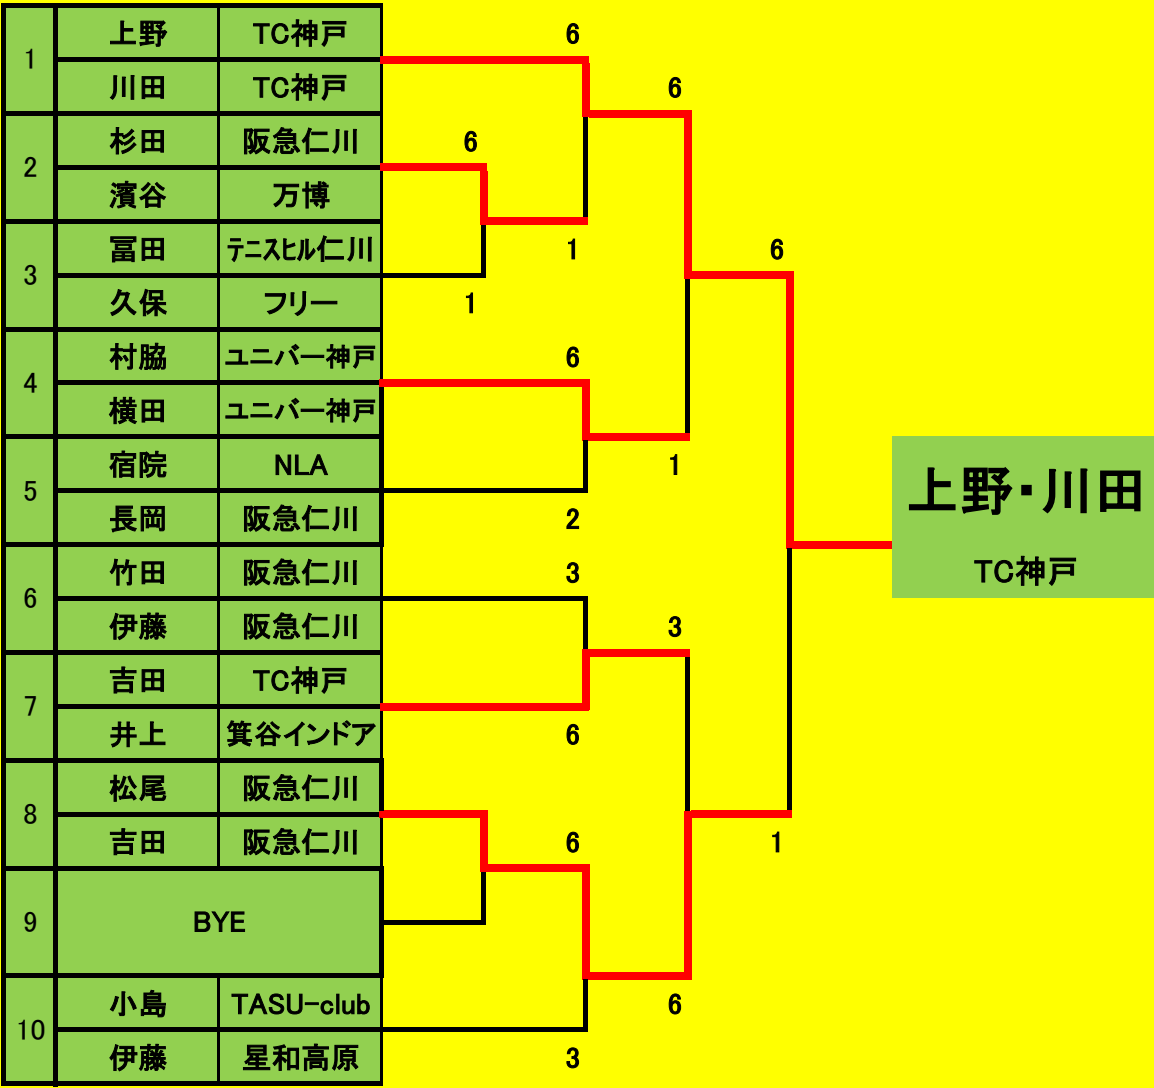 1 上野 TC神戸 6
川田 TC神戸 6
2 杉田 阪急仁川 6
濱谷 万博
3 冨田 テニスヒル仁川 1 6
久保 フリー 1
4 村脇 ユニバー神戸 6
横田 ユニバー神戸
5 宿院 NLA 1
長岡 阪急仁川 2
上野・川田
TC神戸
6 竹田 阪急仁川 3
伊藤 阪急仁川 3
7 吉田 TC神戸
井上 箕谷インドア 6
8 松尾 阪急仁川
吉田 阪急仁川 6 1
9 BYE
10 小島 TASU-club 6
伊藤 星和高原 3